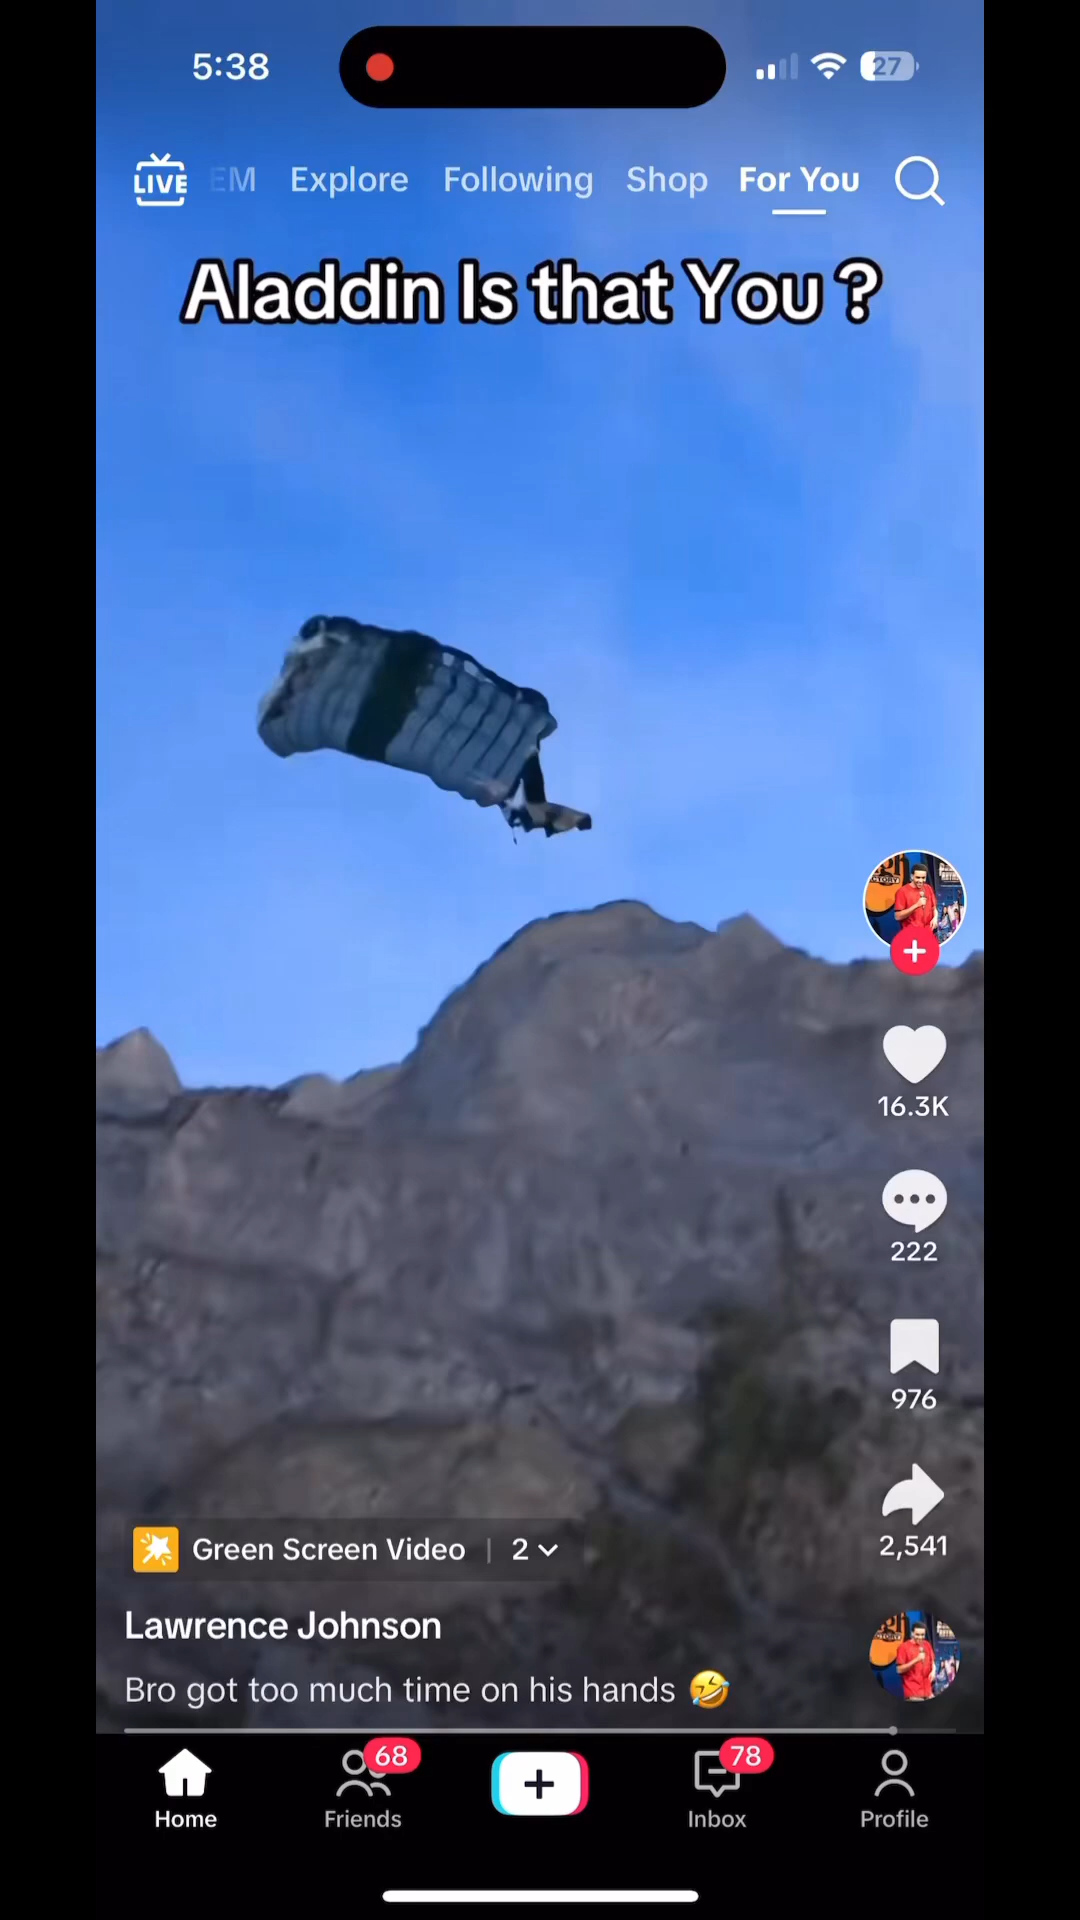 5:38
27
LIVE
EM Explore Following Shop For You
Aladdin Is that You ?
16.3K
222
976
2,541
Green Screen Video | 2
Lawrence Johnson
Bro got too much time on his hands 🤣
68
78
Home Friends Inbox Profile